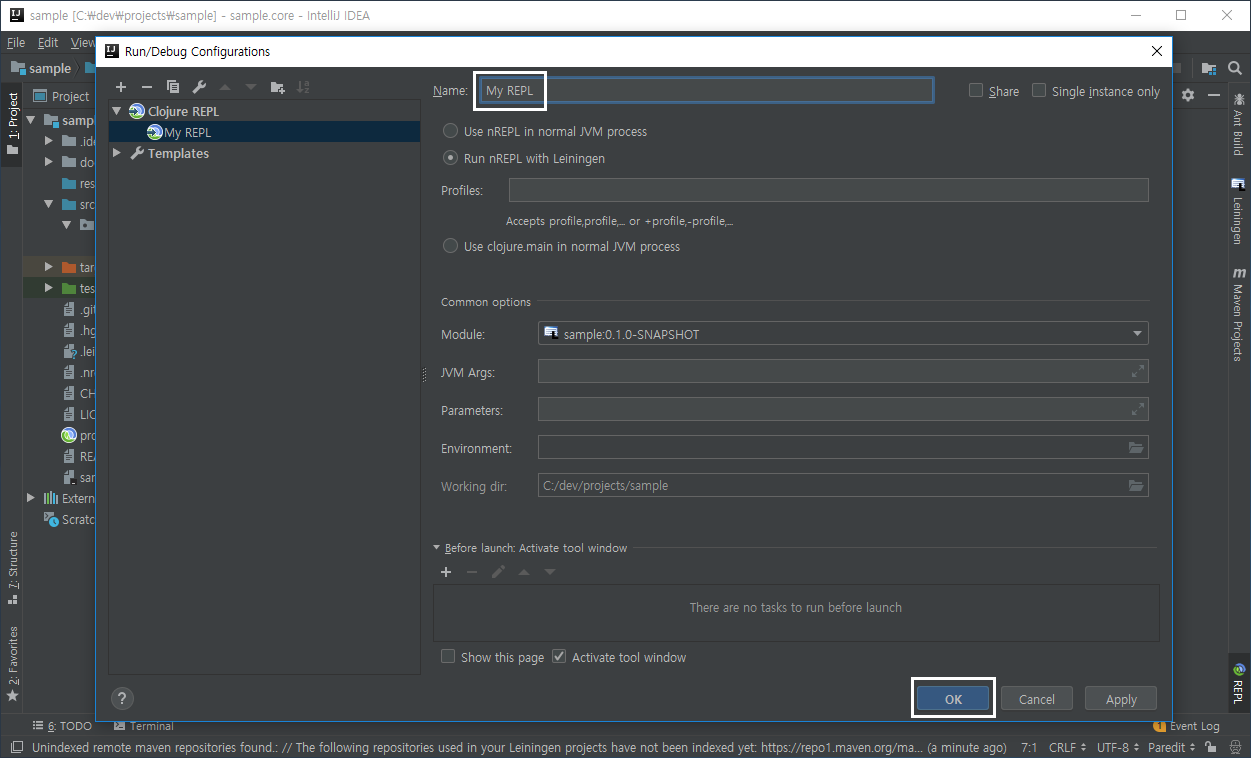 sample [C:₩dev₩projects₩sample] - sample.core - IntelliJ IDEA
File Edit View
sample
Run/Debug Configurations
1: Project
Project
samp
.ide
do
res
src
tar
tes
.git
.hg
.lei
.nr
CH
LIC
pro
REA
sam
Extern
Scratc
7: Structure
2: Favorites
Clojure REPL
My REPL
Templates
Name: My REPL
Share Single instance only
Use nREPL in normal JVM process
Run nREPL with Leiningen
Profiles:
Accepts profile,profile,... or +profile,-profile,...
Use clojure.main in normal JVM process
Common options
Module: sample:0.1.0-SNAPSHOT
JVM Args:
Parameters:
Environment:
Working dir: C:/dev/projects/sample
Before launch: Activate tool window
There are no tasks to run before launch
Show this page Activate tool window
? OK Cancel Apply
Ant Build
Leiningen
m Maven Projects
REPL
6: TODO Terminal 1 Event Log
Unindexed remote maven repositories found.: // The following repositories used in your Leiningen projects have not been indexed yet: https://repo1.maven.org/ma... (a minute ago) 7:1 CRLF UTF-8 Paredit